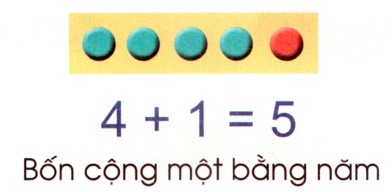 4 + 1 = 5
Bốn cộng một bằng năm